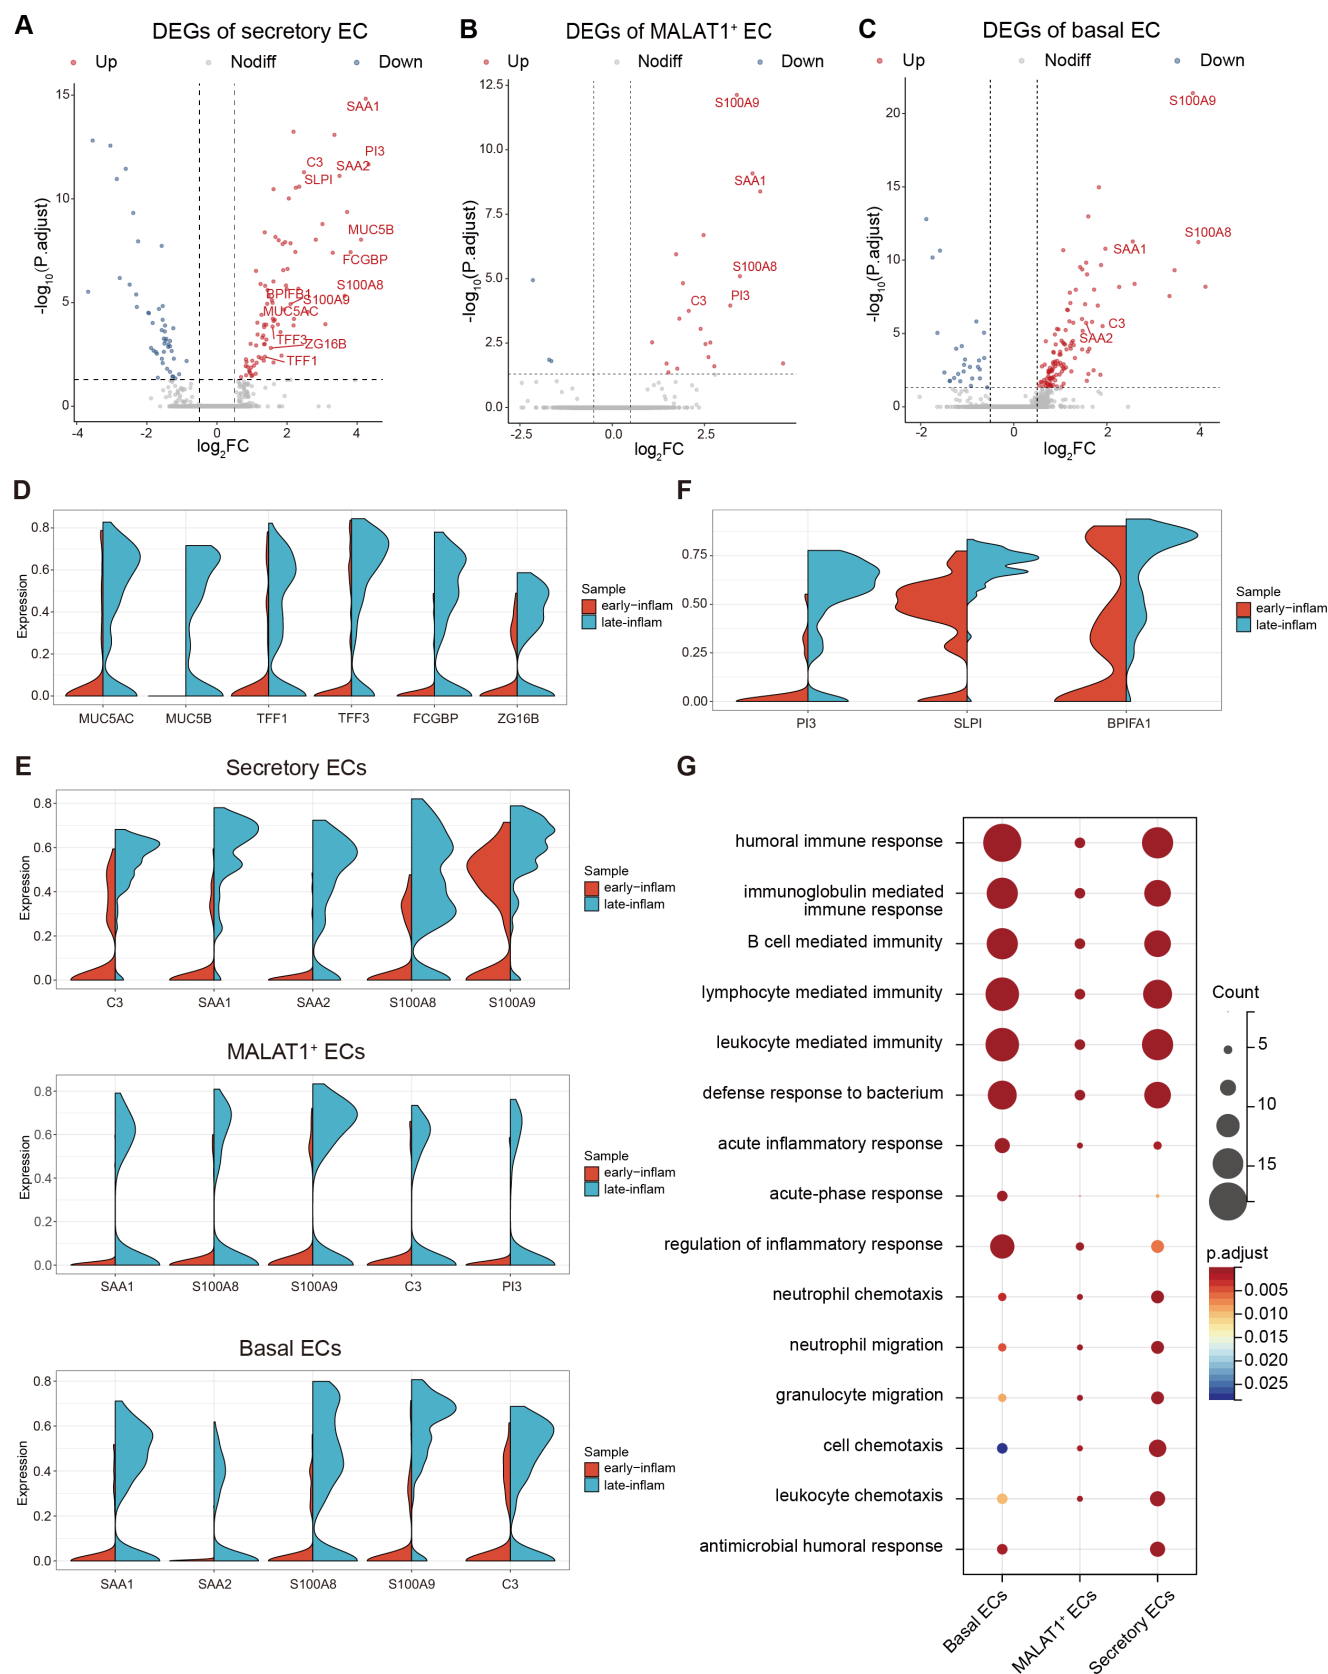 A
DEGs of secretory EC
Up
Nodiff
Down
-log10(P.adjust)
15
10
5
0
SAA1
PI3
C3
SAA2
SLPI
MUC5B
FCGBP
S100A8
BPIFB1
S100A9
MUC5AC
TFF3
ZG16B
TFF1
-4
-2
0
2
4
log2FC
B
DEGs of MALAT1+ EC
Up
Nodiff
Down
-log10(P.adjust)
12.5
10.0
7.5
5.0
2.5
0.0
S100A9
SAA1
S100A8
PI3
C3
-2.5
0.0
2.5
log2FC
C
DEGs of basal EC
Up
Nodiff
Down
-log10(P.adjust)
20
15
10
5
0
S100A9
S100A8
SAA1
C3
SAA2
-2
0
2
4
log2FC
D
Expression
0.8
0.6
0.4
0.2
0.0
MUC5AC
MUC5B
TFF1
TFF3
FCGBP
ZG16B
Sample
early-inflam
late-inflam
F
0.75
0.50
0.25
0.00
PI3
SLPI
BPIFA1
Sample
early-inflam
late-inflam
E
Secretory ECs
Expression
0.8
0.6
0.4
0.2
0.0
C3
SAA1
SAA2
S100A8
S100A9
Sample
early-inflam
late-inflam
MALAT1+ ECs
Expression
0.8
0.6
0.4
0.2
0.0
SAA1
S100A8
S100A9
C3
PI3
Sample
early-inflam
late-inflam
Basal ECs
Expression
0.8
0.6
0.4
0.2
0.0
SAA1
SAA2
S100A8
S100A9
C3
Sample
early-inflam
late-inflam
G
humoral immune response
immunoglobulin mediated
immune response
B cell mediated immunity
lymphocyte mediated immunity
leukocyte mediated immunity
defense response to bacterium
acute inflammatory response
acute-phase response
regulation of inflammatory response
neutrophil chemotaxis
neutrophil migration
granulocyte migration
cell chemotaxis
leukocyte chemotaxis
antimicrobial humoral response
Basal ECs
MALAT1+ ECs
Secretory ECs
Count
5
10
15
p.adjust
0.005
0.010
0.015
0.020
0.025